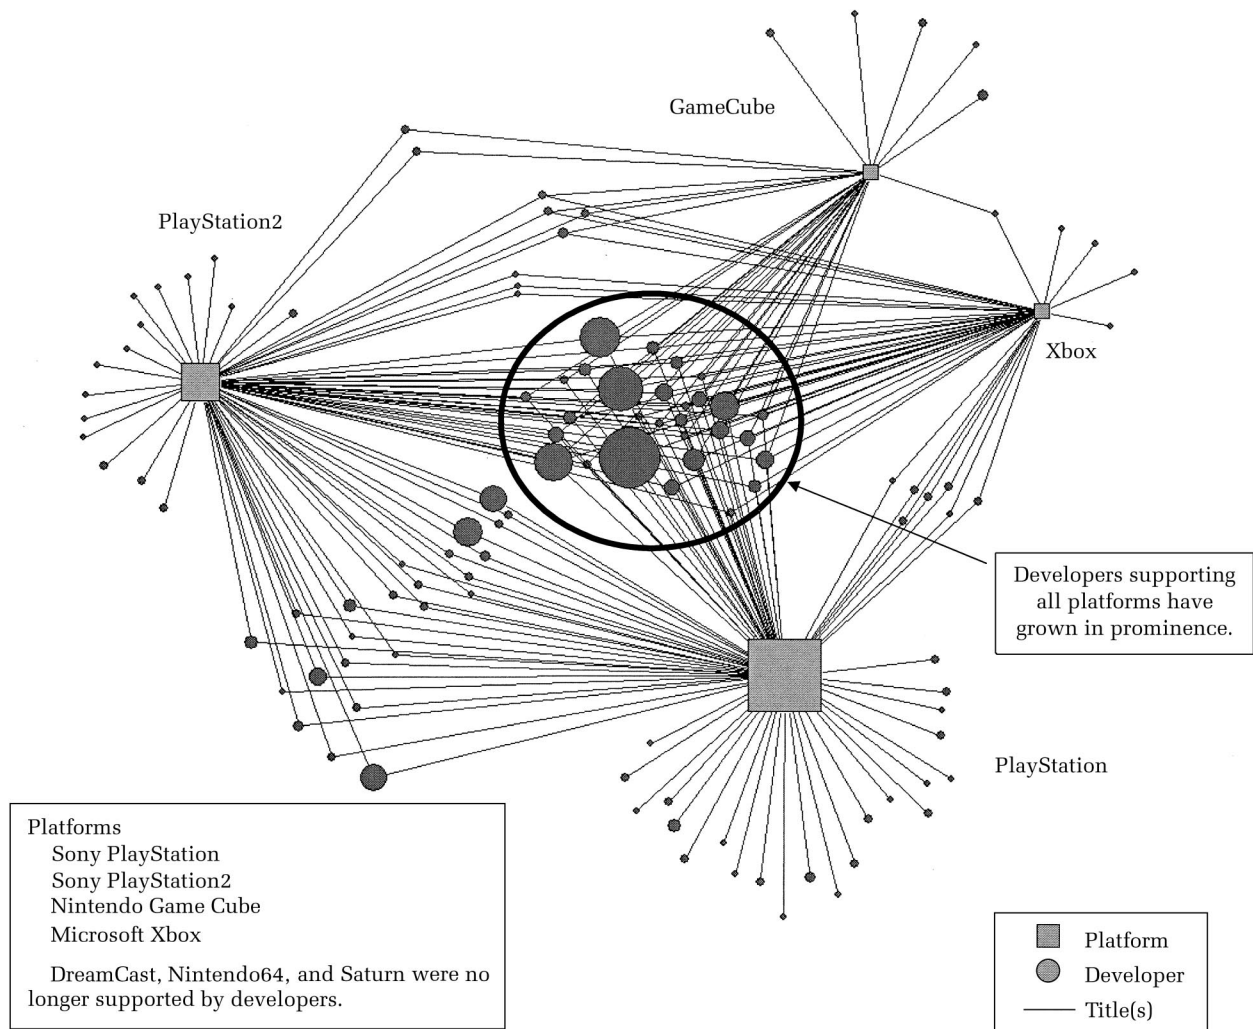 GameCube
PlayStation2
Xbox
Developers supporting
all platforms have
grown in prominence.
PlayStation
Platforms
Sony PlayStation
Sony PlayStation2
Nintendo Game Cube
Microsoft Xbox
DreamCast, Nintendo64, and Saturn were no
longer supported by developers.
Platform
Developer
Title(s)